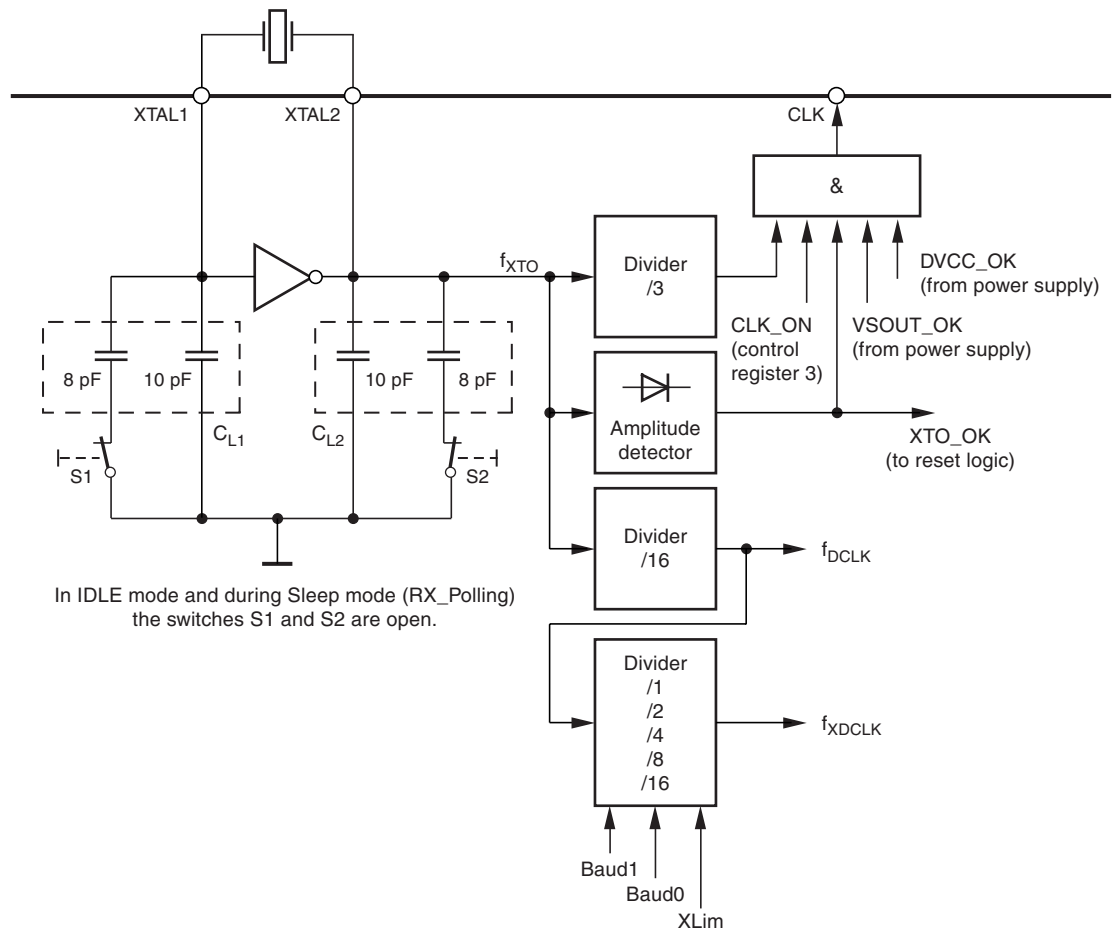 XTAL1
XTAL2
CLK
&
f_XTO
Divider
/3
DVCC_OK
(from power supply)
CLK_ON
(control
register 3)
VSOUT_OK
(from power supply)
8 pF
10 pF
10 pF
8 pF
C_L1
C_L2
Amplitude
detector
XTO_OK
(to reset logic)
S1
S2
Divider
/16
f_DCLK
In IDLE mode and during Sleep mode (RX_Polling)
the switches S1 and S2 are open.
Divider
/1
/2
/4
/8
/16
f_XDCLK
Baud1
Baud0
XLim